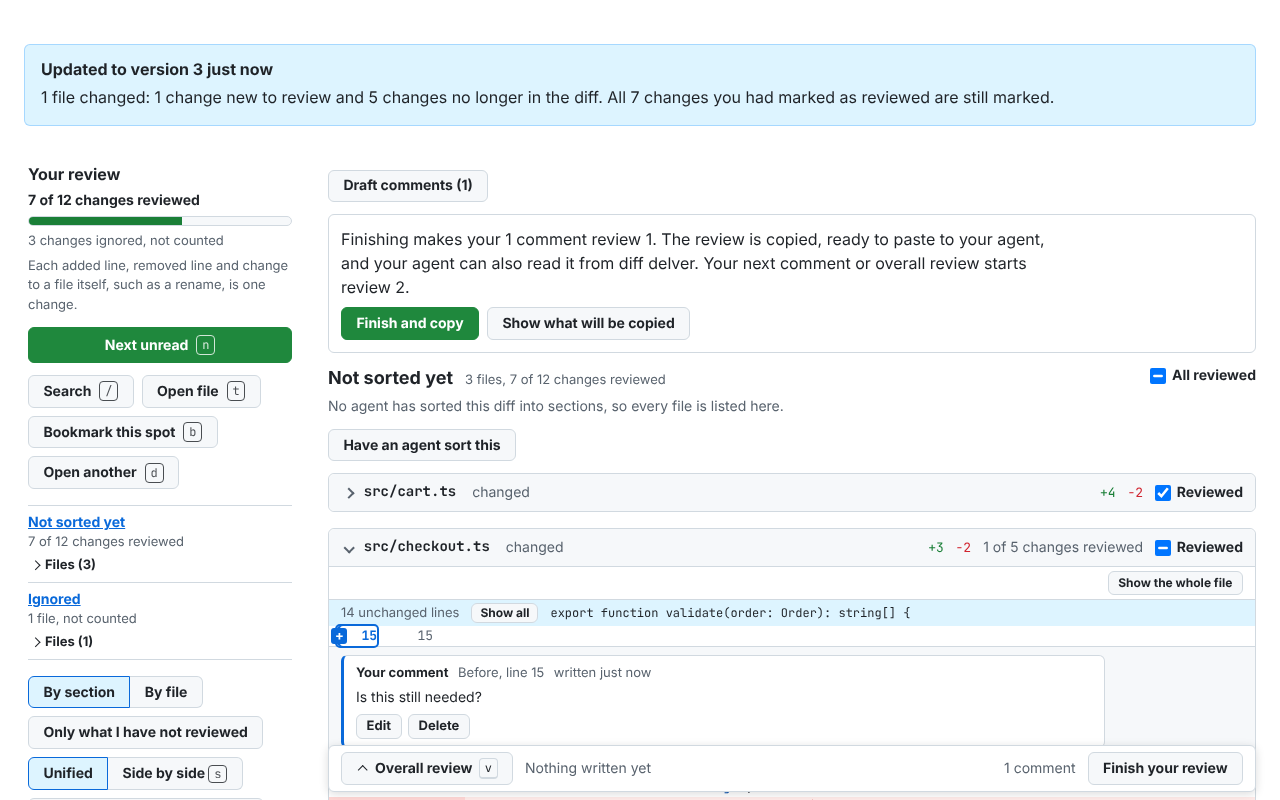 Updated to version 3 just now
1 file changed: 1 change new to review and 5 changes no longer in the diff. All 7 changes you had marked as reviewed are still marked.
Your review
7 of 12 changes reviewed
3 changes ignored, not counted
Each added line, removed line and change
to a file itself, such as a rename, is one
change.
Next unread n
Search /
Open file t
Bookmark this spot b
Open another d
Not sorted yet
7 of 12 changes reviewed
Files (3)
Ignored
1 file, not counted
Files (1)
By section
By file
Only what I have not reviewed
Unified
Side by side s
Draft comments (1)
Finishing makes your 1 comment review 1. The review is copied, ready to paste to your agent,
and your agent can also read it from diff delver. Your next comment or overall review starts
review 2.
Finish and copy
Show what will be copied
Not sorted yet 3 files, 7 of 12 changes reviewed
All reviewed
No agent has sorted this diff into sections, so every file is listed here.
Have an agent sort this
src/cart.ts changed +4 -2 Reviewed
src/checkout.ts changed +3 -2 1 of 5 changes reviewed Reviewed
Show the whole file
14 unchanged lines Show all export function validate(order: Order): string[] {
+ 15 15
Your comment Before, line 15 written just now
Is this still needed?
Edit Delete
Overall review v Nothing written yet 1 comment Finish your review